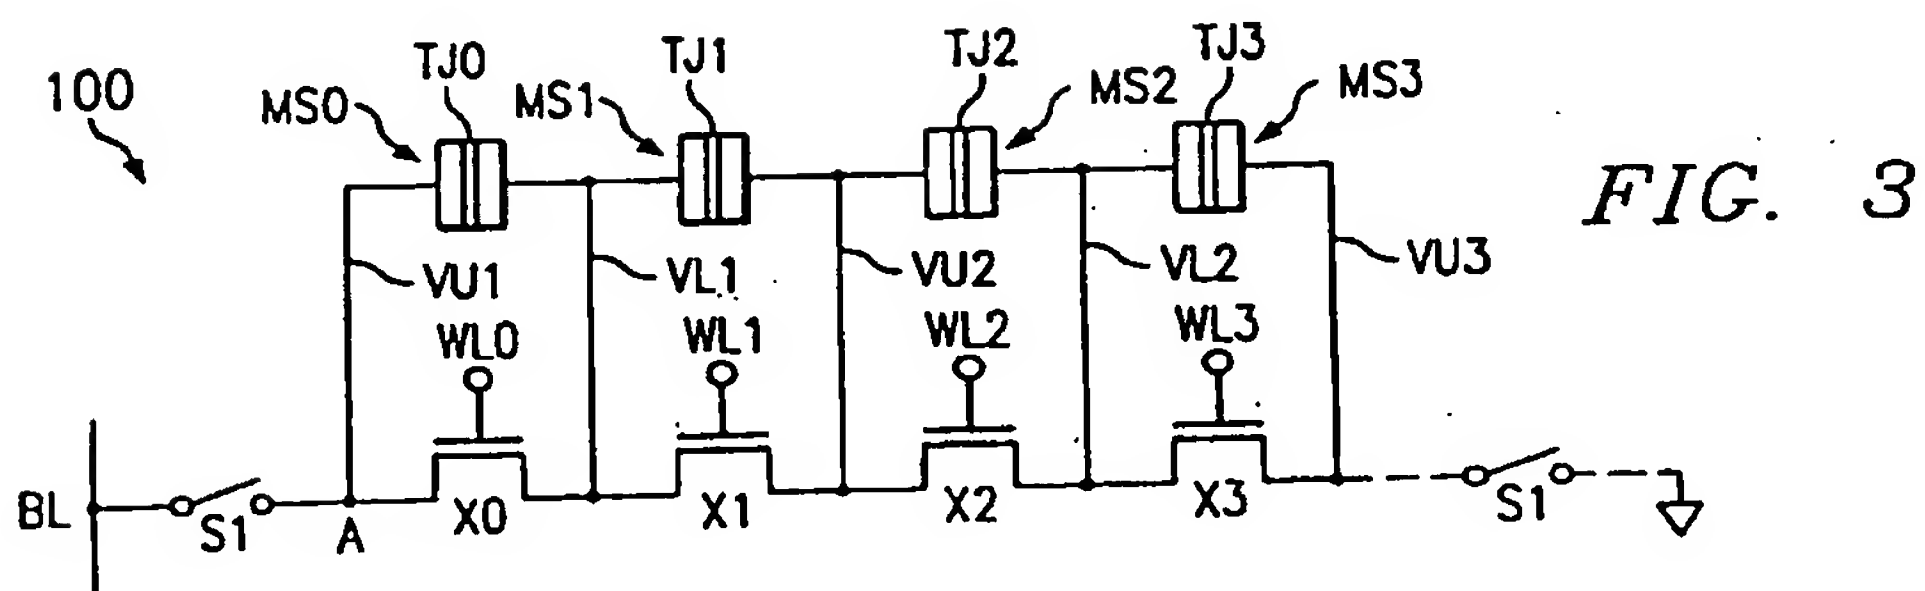 TJ0 TJ1 TJ2 TJ3
100 MS0 MS1 MS2 MS3
FIG. 3
VU1 VL1 VU2 VL2 VU3
WL0 WL1 WL2 WL3
BL S1 A X0 X1 X2 X3 S1